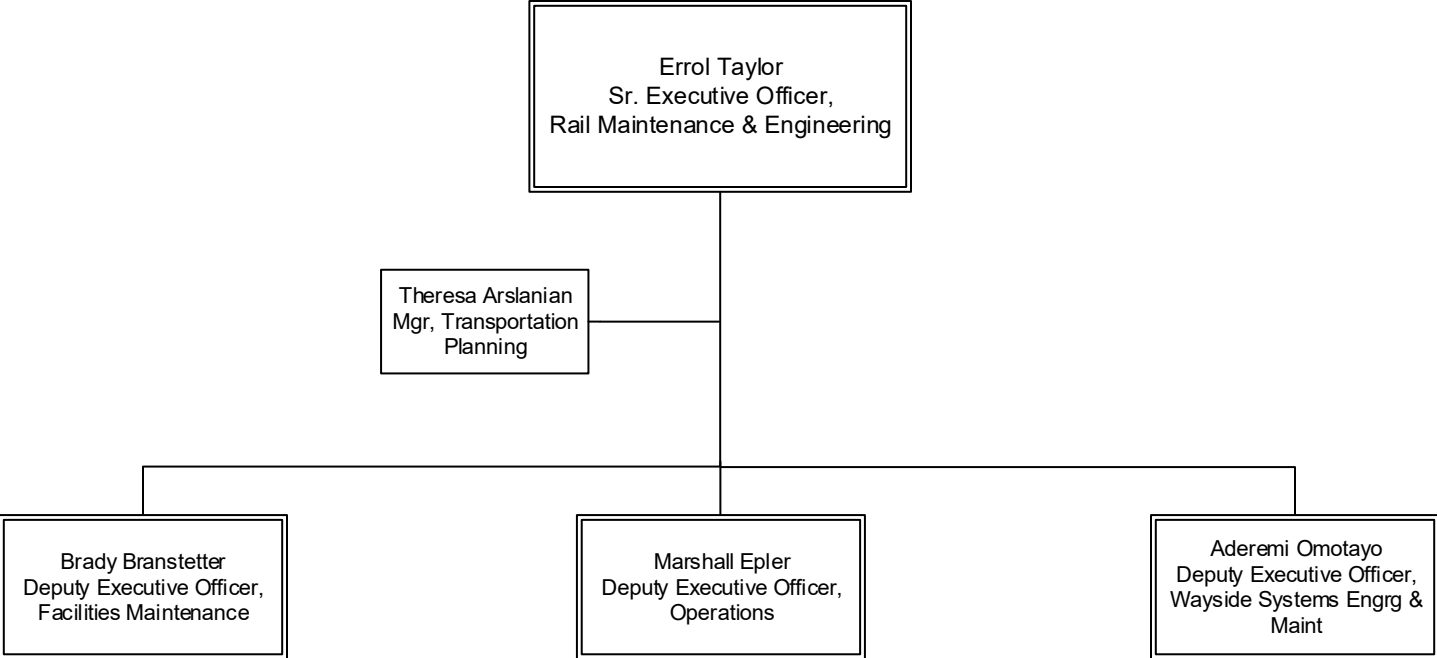 Errol Taylor
Sr. Executive Officer,
Rail Maintenance & Engineering
Theresa Arslanian
Mgr, Transportation
Planning
Brady Branstetter
Deputy Executive Officer,
Facilities Maintenance
Marshall Epler
Deputy Executive Officer,
Operations
Aderemi Omotayo
Deputy Executive Officer,
Wayside Systems Engrg &
Maint